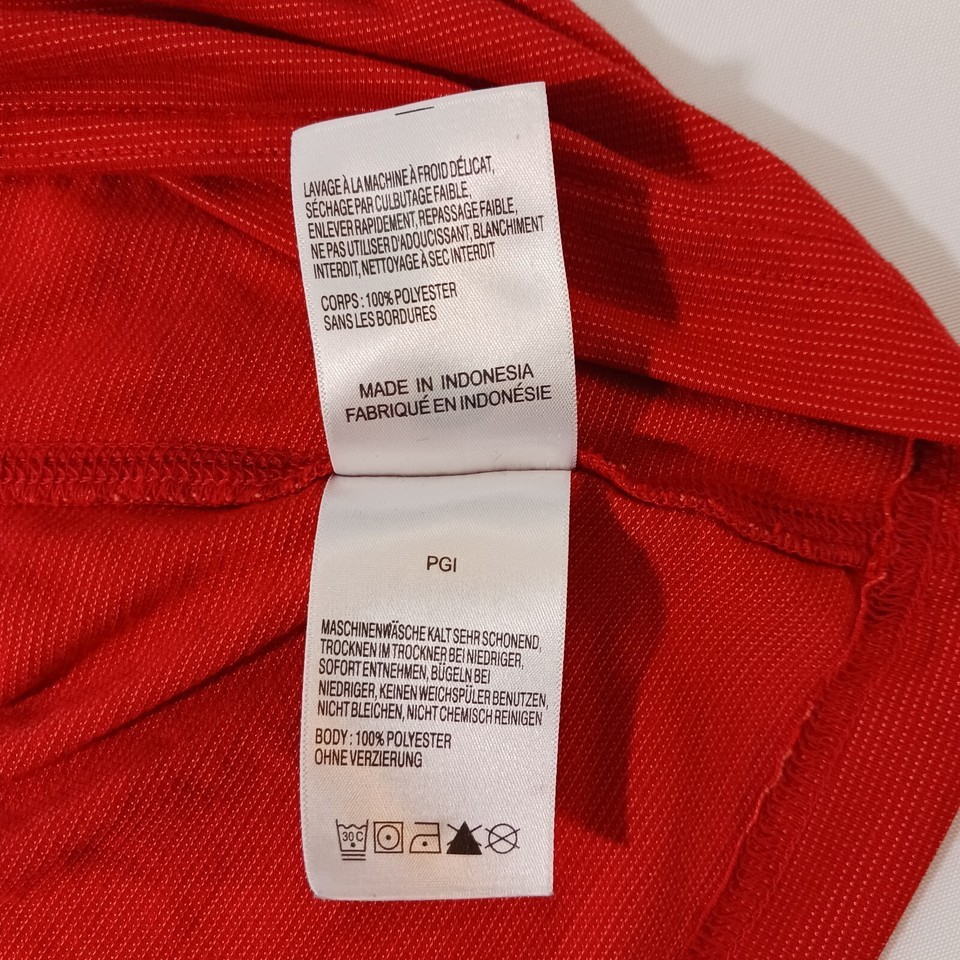 LAVAGE À LA MACHINE À FROID DÉLICAT,
SÉCHAGE PAR CULBUTAGE FAIBLE,
ENLEVER RAPIDEMENT, REPASSAGE FAIBLE,
NE PAS UTILISER D'ADOUCISSANT, BLANCHIMENT
INTERDIT, NETTOYAGE À SEC INTERDIT
CORPS : 100% POLYESTER
SANS LES BORDURES
MADE IN INDONESIA
FABRIQUÉ EN INDONÉSIE
PGI
MASCHINENWÄSCHE KALT SEHR SCHONEND,
TROCKNEN IM TROCKNER BEI NIEDRIGER,
SOFORT ENTNEHMEN, BÜGELN BEI
NIEDRIGER, KEINEN WEICHSPÜLER BENUTZEN,
NICHT BLEICHEN, NICHT CHEMISCH REINIGEN
BODY : 100% POLYESTER
OHNE VERZIERUNG
30 C